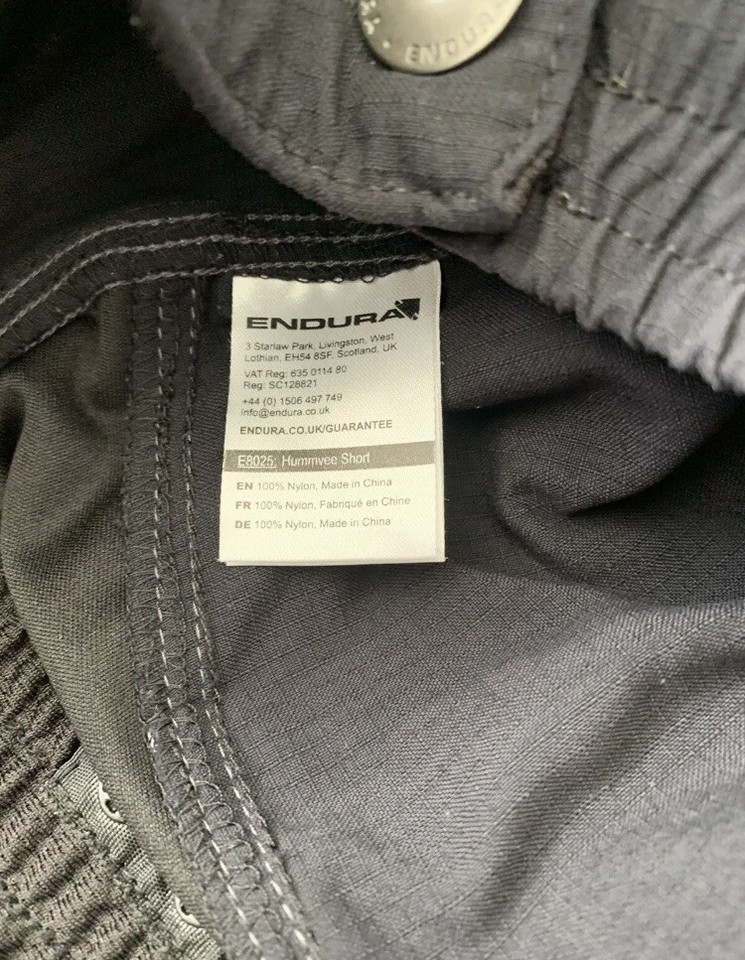 ENDURA
ENDURA
3 Starlaw Park, Livingston, West
Lothian, EH54 8SF, Scotland, UK
VAT Reg: 635 0114 80
Reg: SC128821
+44 (0) 1506 497 749
info@endura.co.uk
ENDURA.CO.UK/GUARANTEE
E8025: Hummvee Short
EN 100% Nylon, Made in China
FR 100% Nylon, Fabriqué en Chine
DE 100% Nylon, Made in China